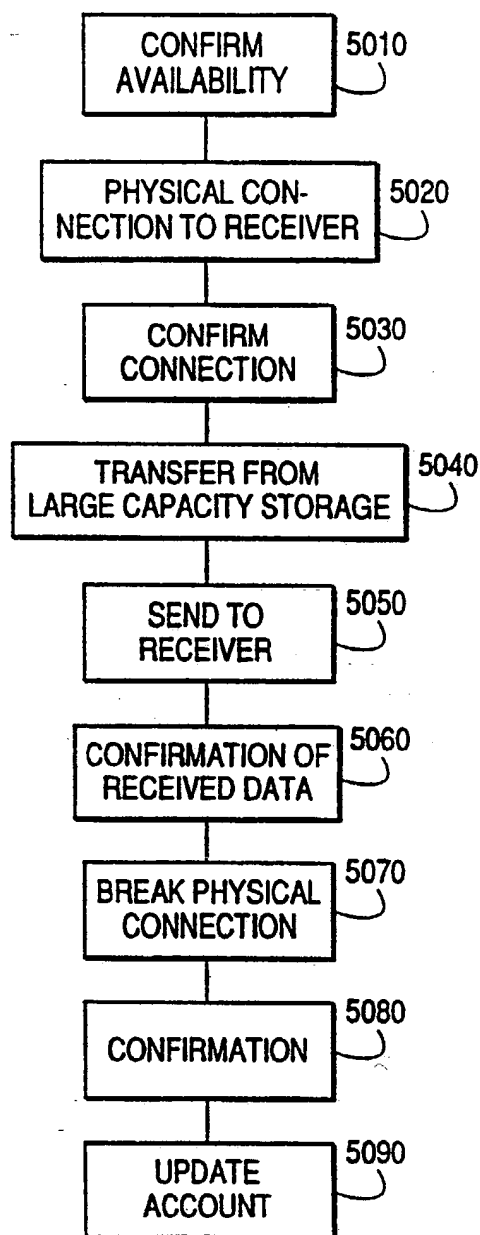 CONFIRM
AVAILABILITY
5010
PHYSICAL CON-
NECTION TO RECEIVER
5020
CONFIRM
CONNECTION
5030
TRANSFER FROM
LARGE CAPACITY STORAGE
5040
SEND TO
RECEIVER
5050
CONFIRMATION OF
RECEIVED DATA
5060
BREAK PHYSICAL
CONNECTION
5070
CONFIRMATION
5080
UPDATE
ACCOUNT
5090